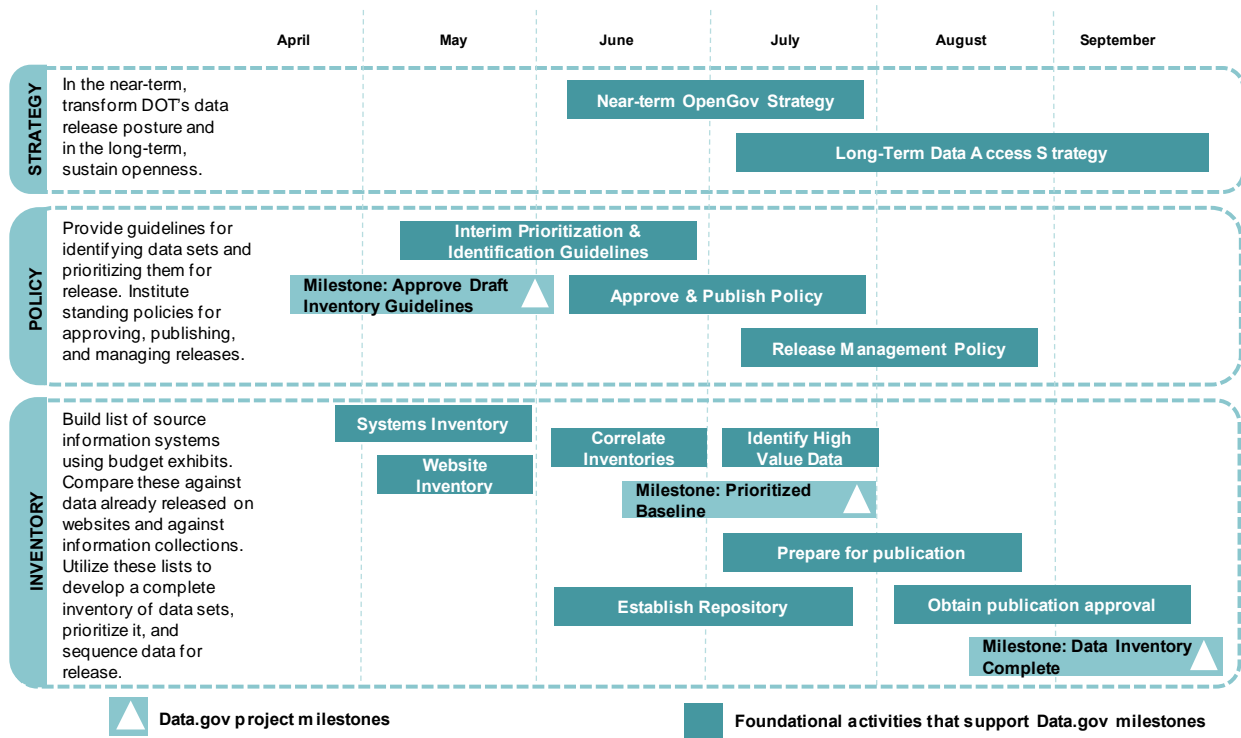 April May June July August September
STRATEGY
In the near-term,
transform DOT's data
release posture and
in the long-term,
sustain openness.
Near-term OpenGov Strategy
Long-Term Data Access Strategy
POLICY
Provide guidelines for
identifying data sets and
prioritizing them for
release. Institute
standing policies for
approving, publishing,
and managing releases.
Interim Prioritization &
Identification Guidelines
Milestone: Approve Draft
Inventory Guidelines
Approve & Publish Policy
Release Management Policy
INVENTORY
Build list of source
information systems
using budget exhibits.
Compare these against
data already released on
websites and against
information collections.
Utilize these lists to
develop a complete
inventory of data sets,
prioritize it, and
sequence data for
release.
Systems Inventory
Website
Inventory
Correlate
Inventories
Identify High
Value Data
Milestone: Prioritized
Baseline
Prepare for publication
Establish Repository
Obtain publication approval
Milestone: Data Inventory
Complete
Data.gov project milestones
Foundational activities that support Data.gov milestones